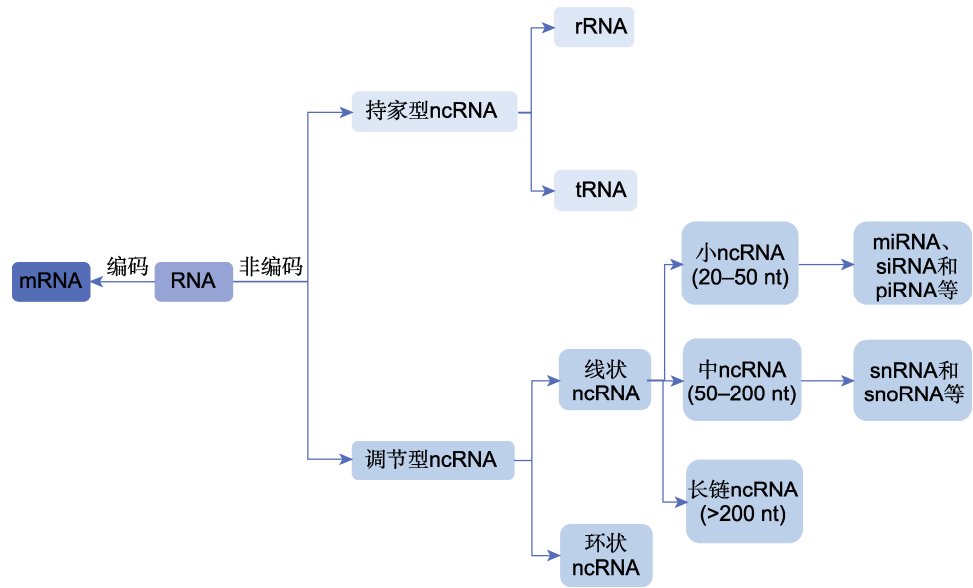 rRNA
持家型ncRNA
tRNA
mRNA
编码
RNA
非编码
小ncRNA
(20–50 nt)
miRNA、
siRNA和
piRNA等
线状
ncRNA
中ncRNA
(50–200 nt)
snRNA和
snoRNA等
调节型ncRNA
长链ncRNA
(>200 nt)
环状
ncRNA